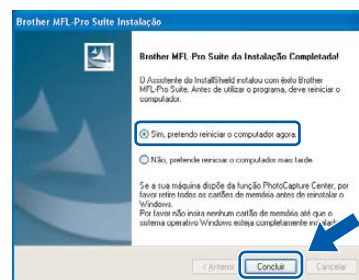 Brother MFL-Pro Suite Instalação
Brother MFL-Pro Suite da Instalação Completada!
O Assistente do InstallShield instalou com êxito Brother
MFL-Pro Suite. Antes de utilizar o programa, deve reiniciar o
computador.
Sim, pretendo reiniciar o computador agora.
Não, pretende reiniciar o computador mais tarde.
Se a sua máquina dispõe da função PhotoCapture Center, por
favor retire todos os cartões de memória antes de reinstalar o
Windows.
Por favor não insira nenhum cartão de memória até que o
sistema operativo Windows esteja completamente
< Anterior
Concluir
Cancelar